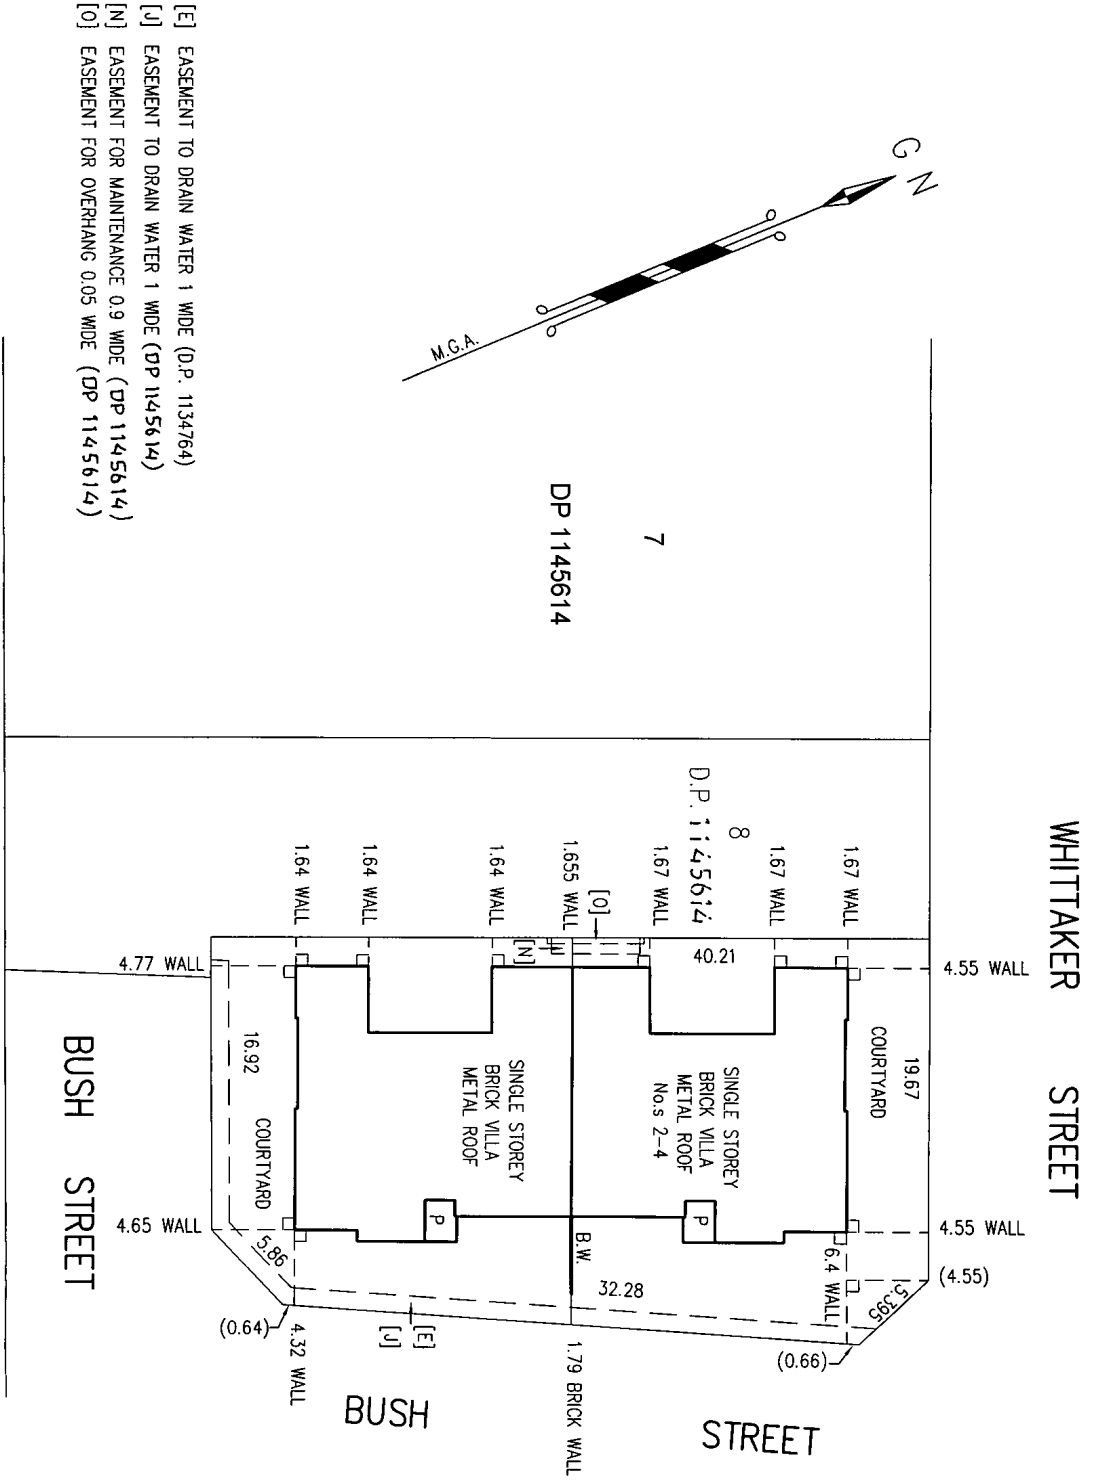 [E] EASEMENT TO DRAIN WATER 1 WIDE (D.P. 1134764)
[J] EASEMENT TO DRAIN WATER 1 WIDE (DP 1145614)
[N] EASEMENT FOR MAINTENANCE 0.9 WIDE (DP 1145614)
[O] EASEMENT FOR OVERHANG 0.05 WIDE (DP 1145614)
G N
M.G.A.
7
DP 1145614
WHITTAKER STREET
8
D.P. 1145614
1.64 WALL
1.64 WALL
1.64 WALL
1.655 WALL
1.67 WALL
1.67 WALL
1.67 WALL
[O]
[N]
40.21
4.77 WALL
4.55 WALL
COURTYARD
19.67
16.92
COURTYARD
SINGLE STOREY
BRICK VILLA
METAL ROOF
SINGLE STOREY
BRICK VILLA
METAL ROOF
No.s 2-4
P
P
B.W.
4.65 WALL
4.55 WALL
(4.55)
5.86
5.395
6.4 WALL
32.28
(0.64)
4.32 WALL
[E]
[J]
1.79 BRICK WALL
(0.66)
BUSH STREET
BUSH STREET